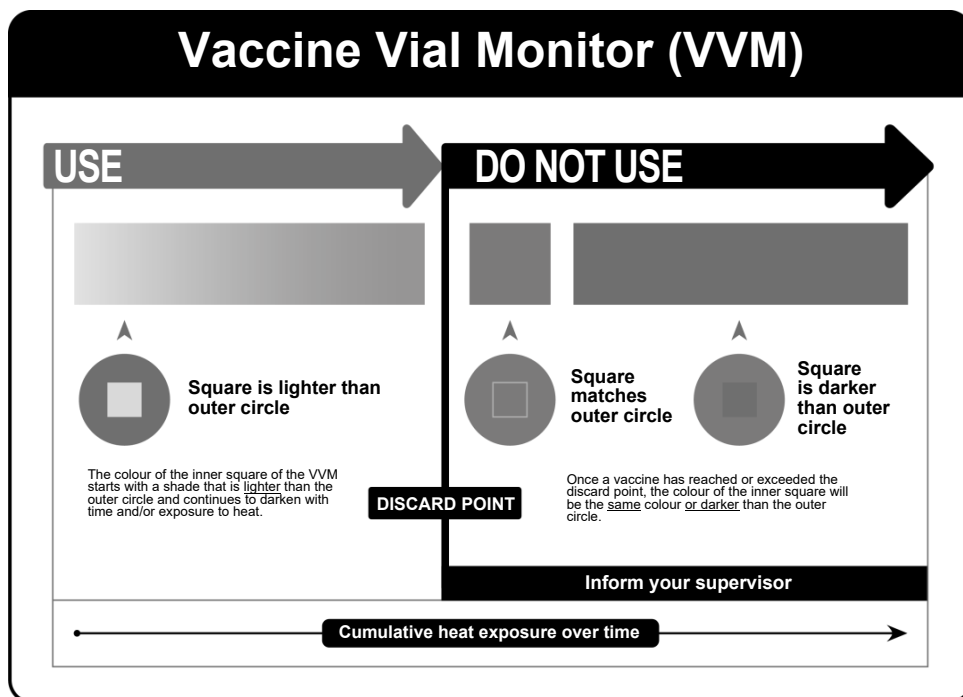 Vaccine Vial Monitor (VVM)
USE
DO NOT USE
Square is lighter than
outer circle
Square
matches
outer circle
Square
is darker
than outer
circle
The colour of the inner square of the VVM
starts with a shade that is lighter than the
outer circle and continues to darken with
time and/or exposure to heat.
DISCARD POINT
Once a vaccine has reached or exceeded the
discard point, the colour of the inner square will
be the same colour or darker than the outer
circle.
Inform your supervisor
Cumulative heat exposure over time